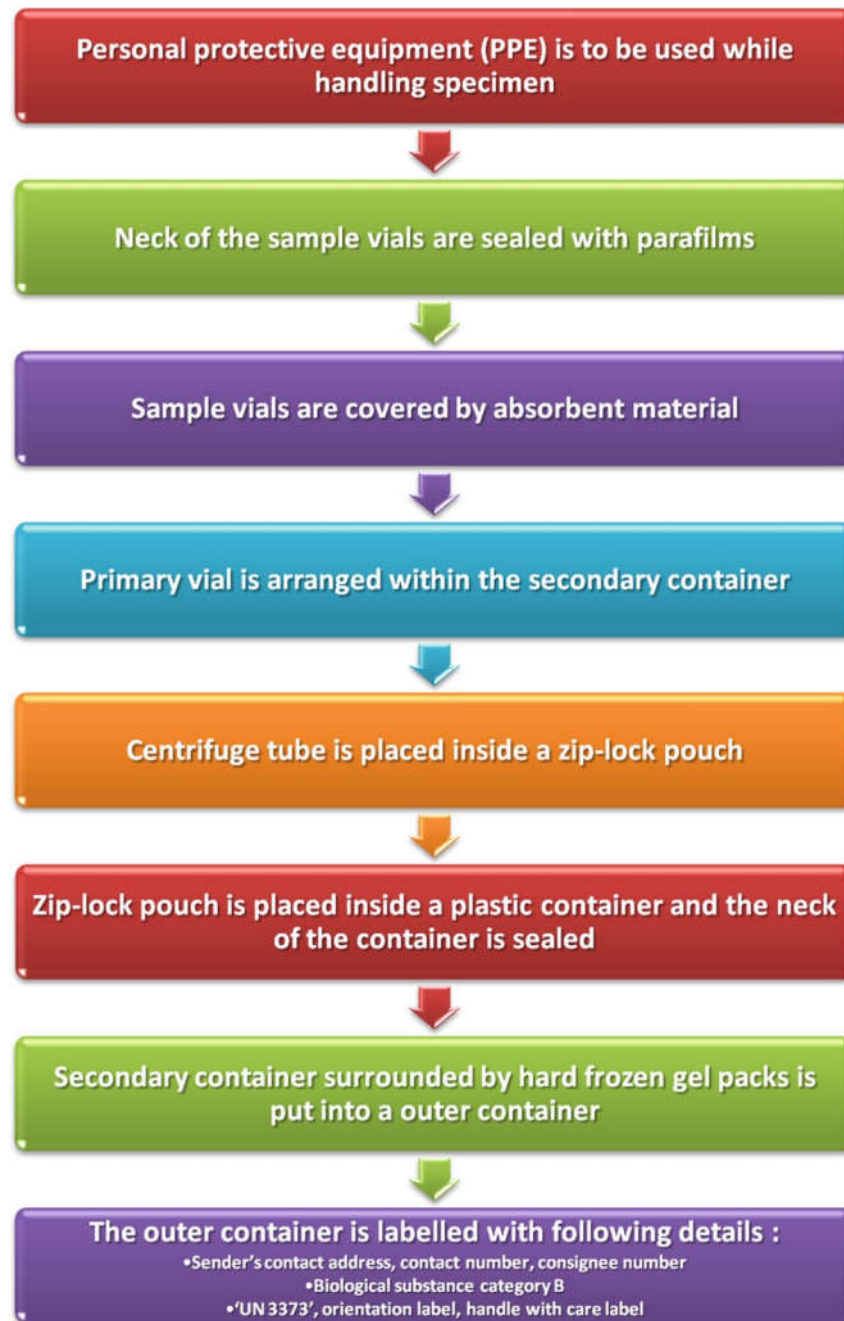 Personal protective equipment (PPE) is to be used while
handling specimen
Neck of the sample vials are sealed with parafilms
Sample vials are covered by absorbent material
Primary vial is arranged within the secondary container
Centrifuge tube is placed inside a zip-lock pouch
Zip-lock pouch is placed inside a plastic container and the neck
of the container is sealed
Secondary container surrounded by hard frozen gel packs is
put into a outer container
The outer container is labelled with following details :
•Sender's contact address, contact number, consignee number
•Biological substance category B
•'UN 3373', orientation label, handle with care label